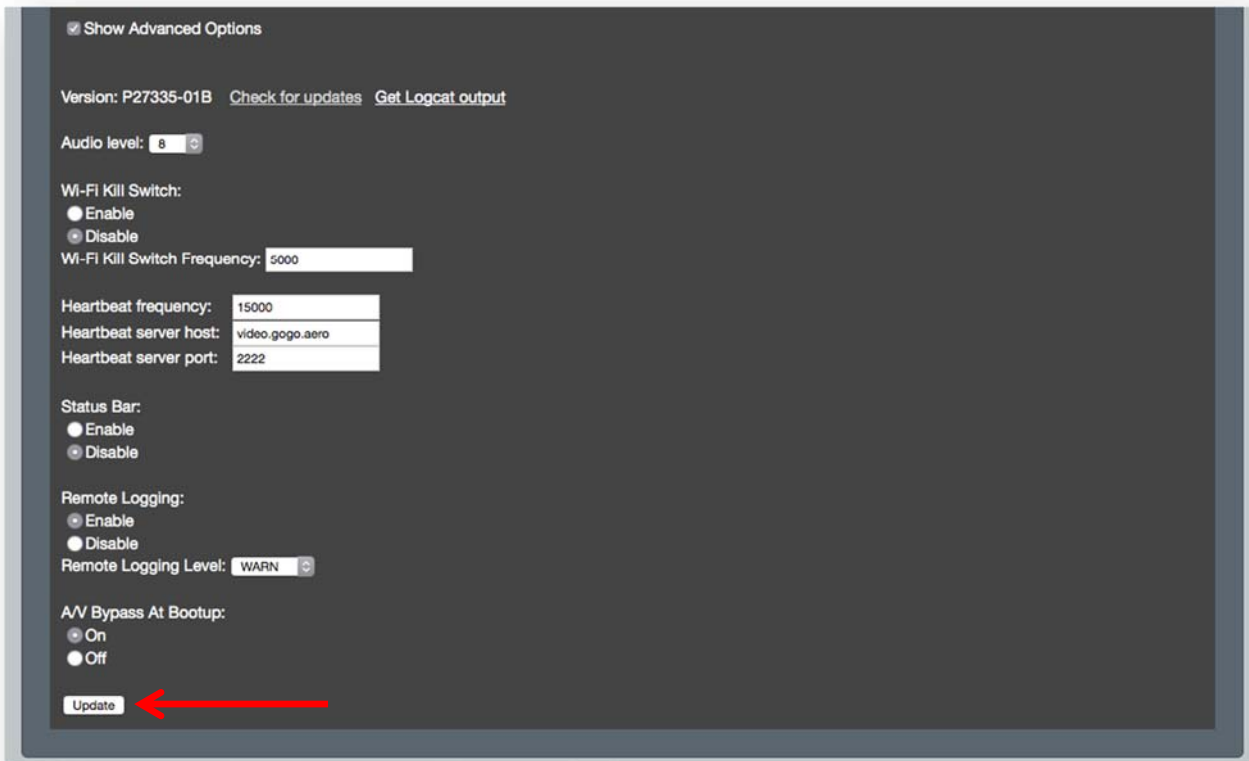 Show Advanced Options
Version: P27335-01B Check for updates Get Logcat output
Audio level: 8
Wi-Fi Kill Switch:
Enable
Disable
Wi-Fi Kill Switch Frequency: 5000
Heartbeat frequency: 15000
Heartbeat server host: video.gogo.aero
Heartbeat server port: 2222
Status Bar:
Enable
Disable
Remote Logging:
Enable
Disable
Remote Logging Level: WARN
A/V Bypass At Bootup:
On
Off
Update